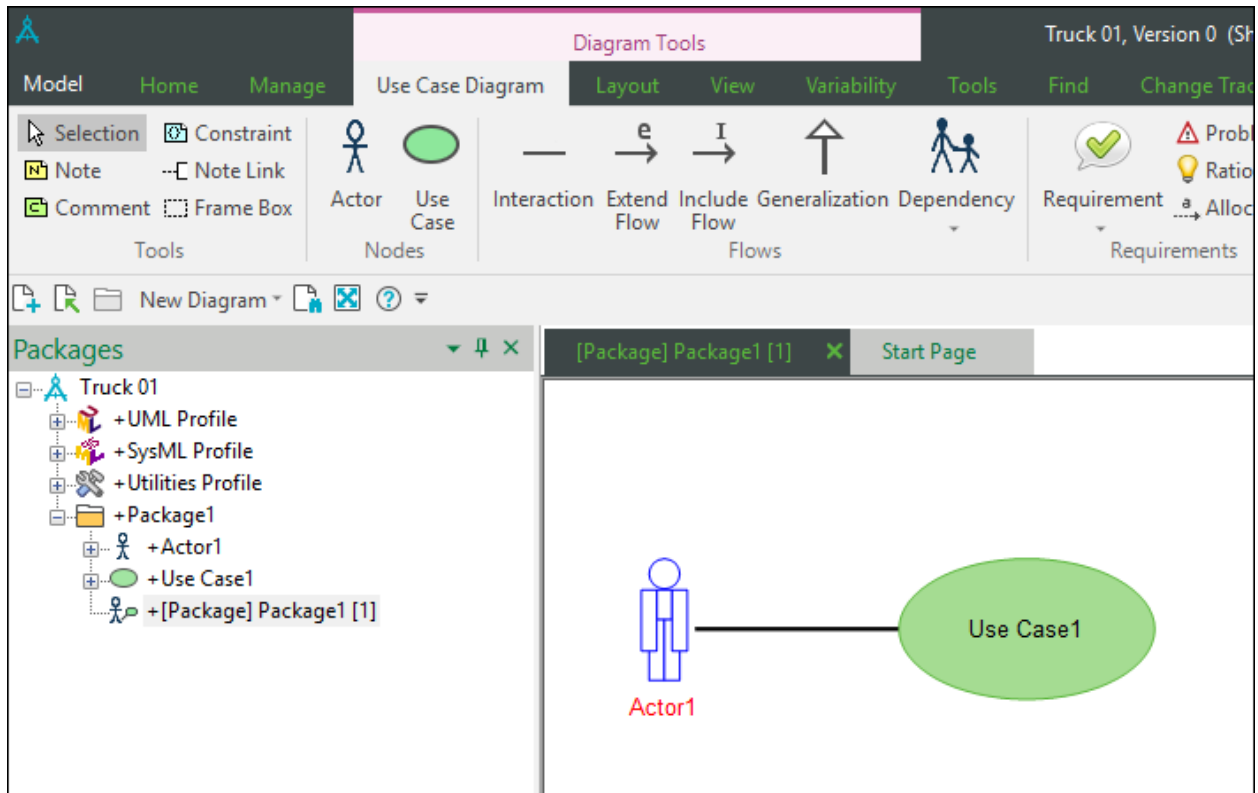 Diagram Tools
Truck 01, Version 0 (Sh
Model Home Manage Use Case Diagram Layout View Variability Tools Find Change Trac
Selection Constraint
Note Note Link
Comment Frame Box
Tools
Actor Use Case
Nodes
Interaction Extend Flow Include Flow Generalization Dependency
Flows
Requirement
Probl
Ratio
Alloc
Requirements
New Diagram
Packages
Truck 01
+UML Profile
+SysML Profile
+Utilities Profile
+Package1
+Actor1
+Use Case1
+[Package] Package1 [1]
[Package] Package1 [1] Start Page
Actor1
Use Case1